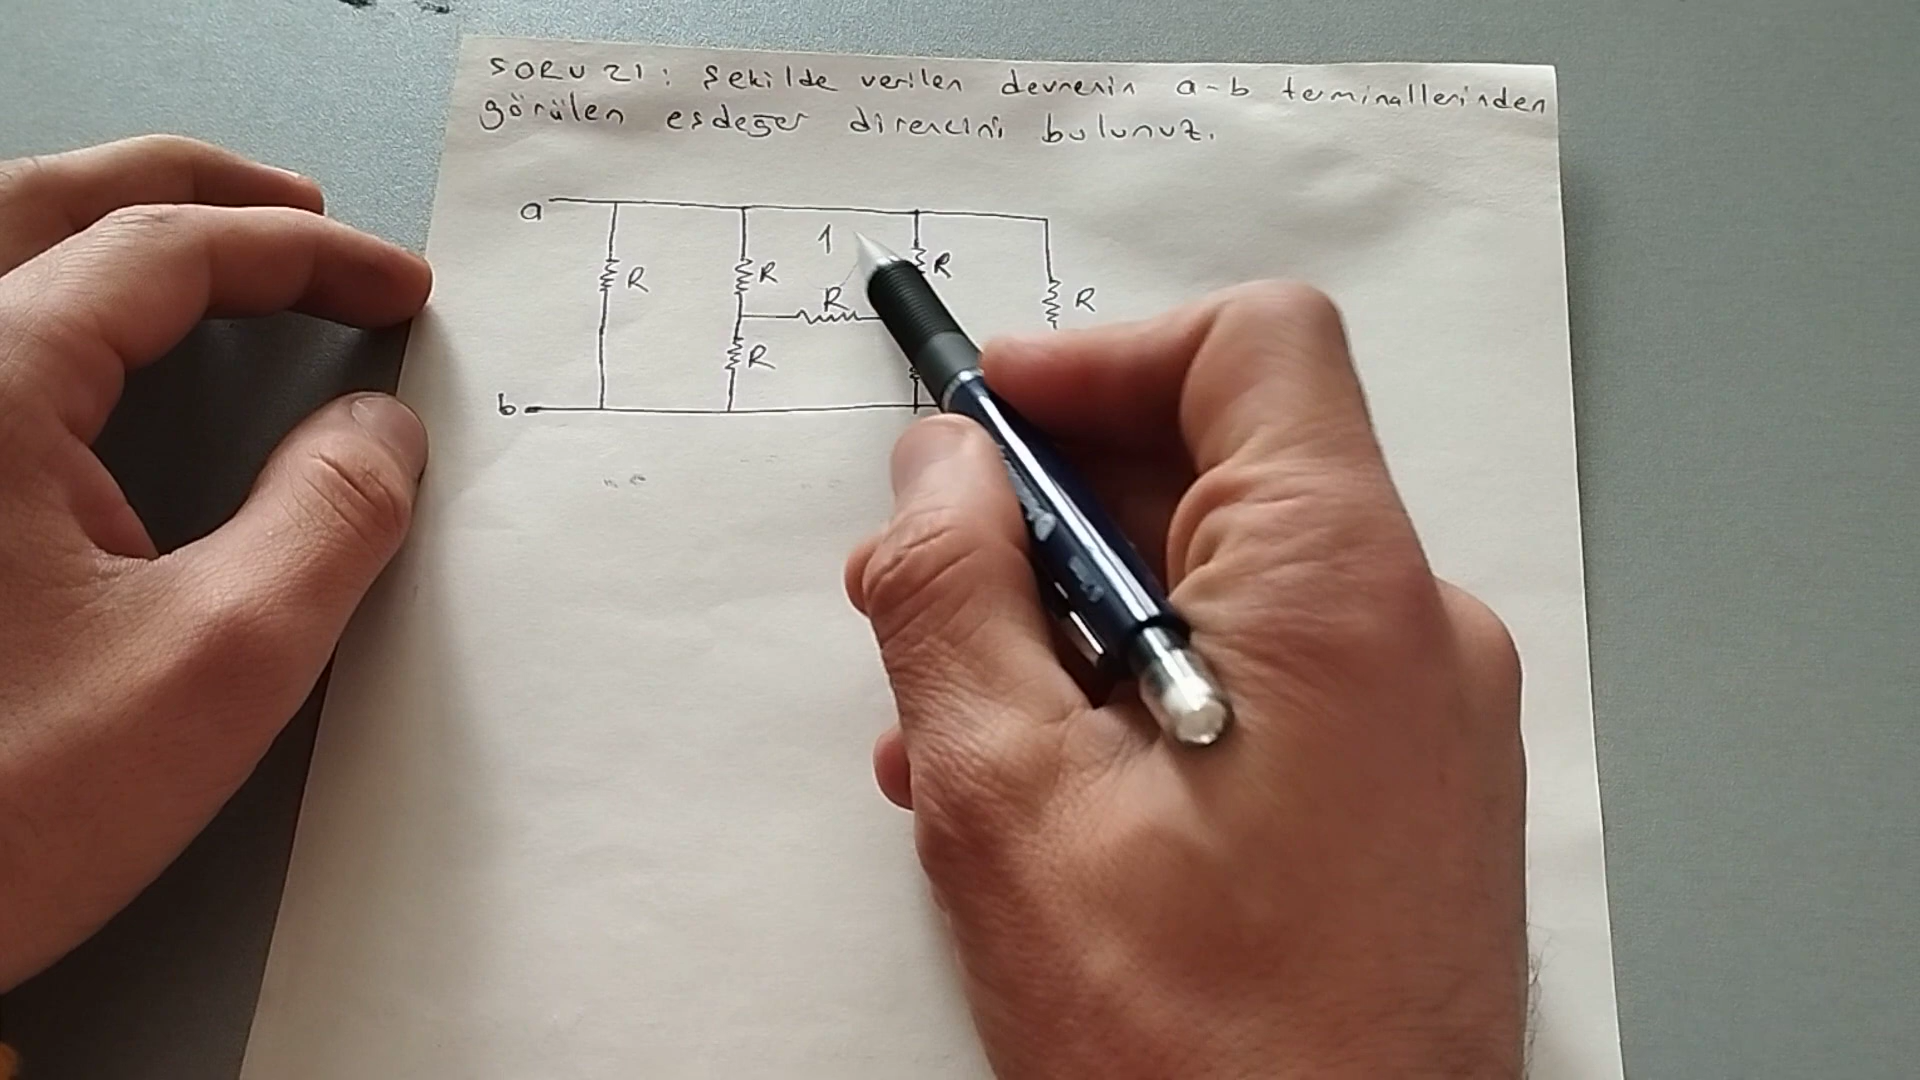 SORU 21: şekilde verilen devrenin a-b terminallerinden
görülen eşdeğer direncini bulunuz.
a
1
R
R
R
R
R
R
b